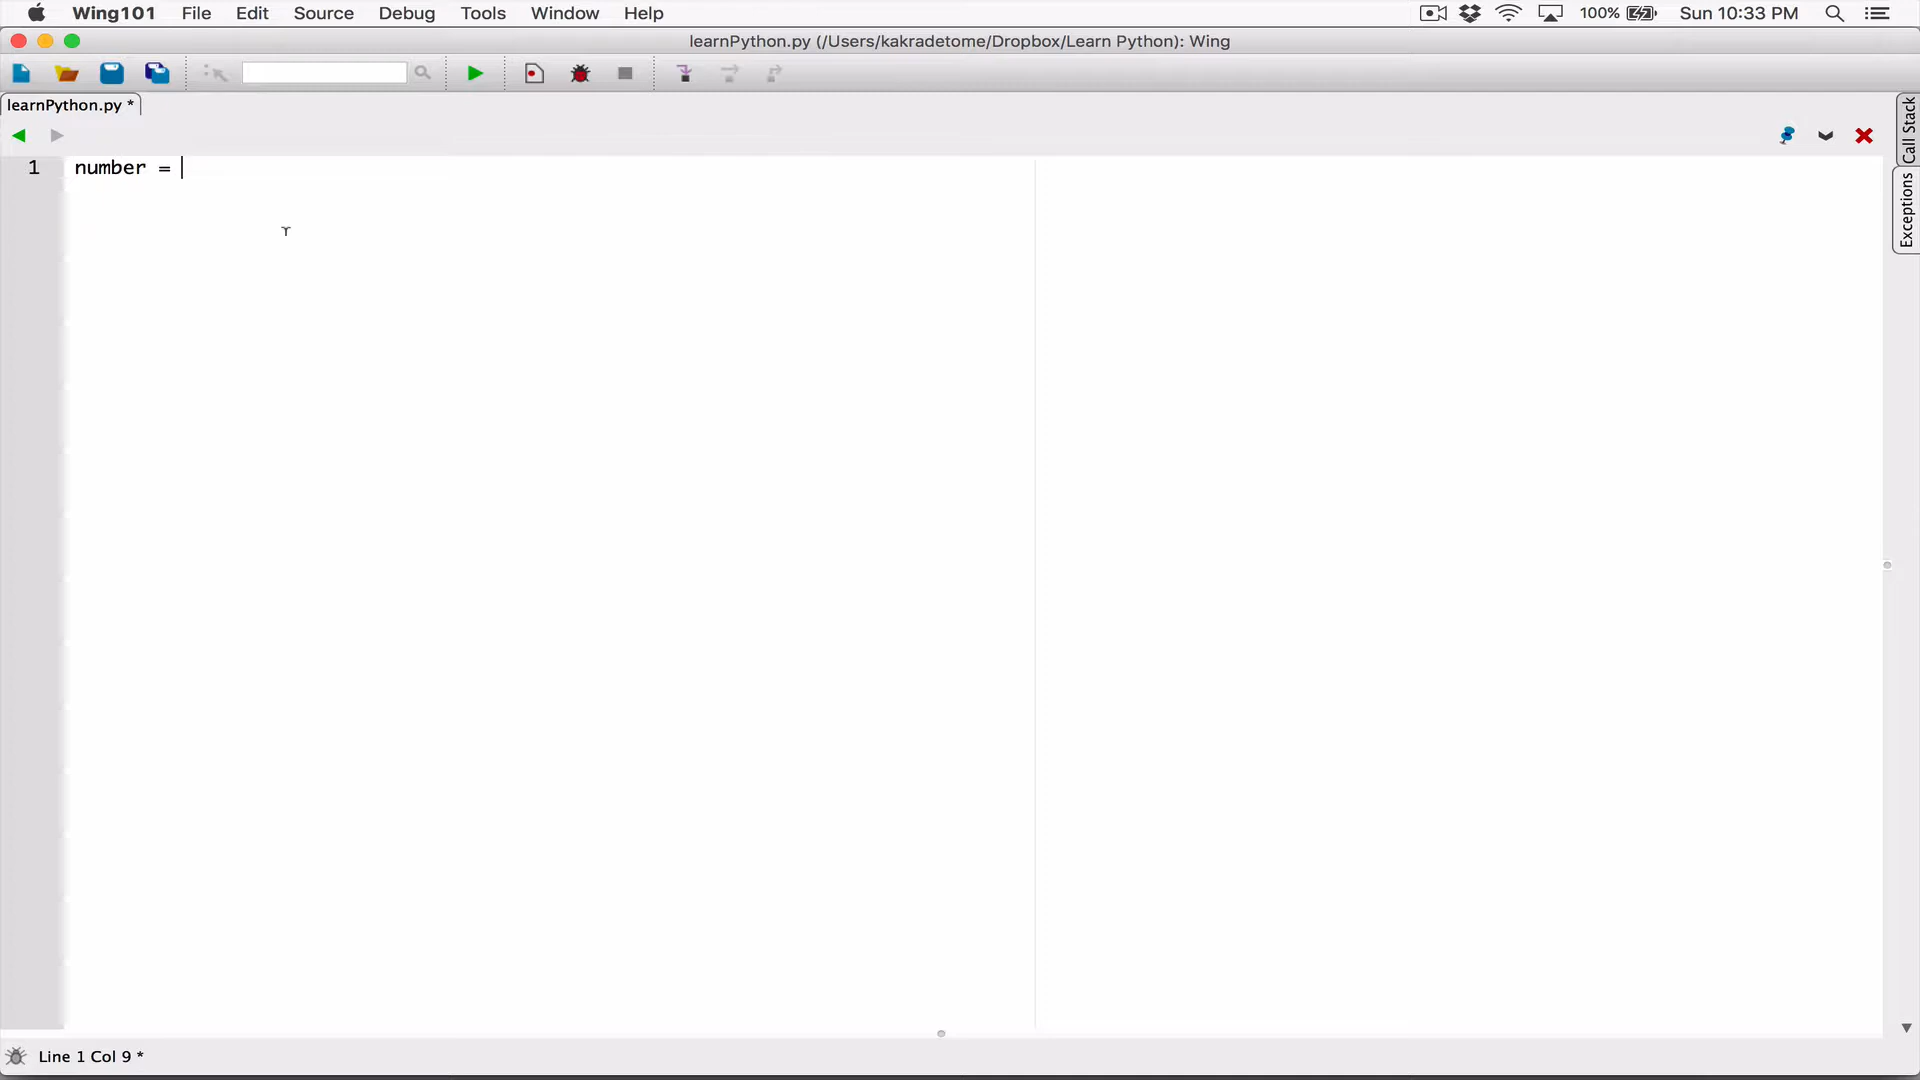 Wing101 File Edit Source Debug Tools Window Help 100% Sun 10:33 PM
learnPython.py (/Users/kakradetome/Dropbox/Learn Python): Wing
learnPython.py *
Call Stack
Exceptions
1 number =
Line 1 Col 9 *